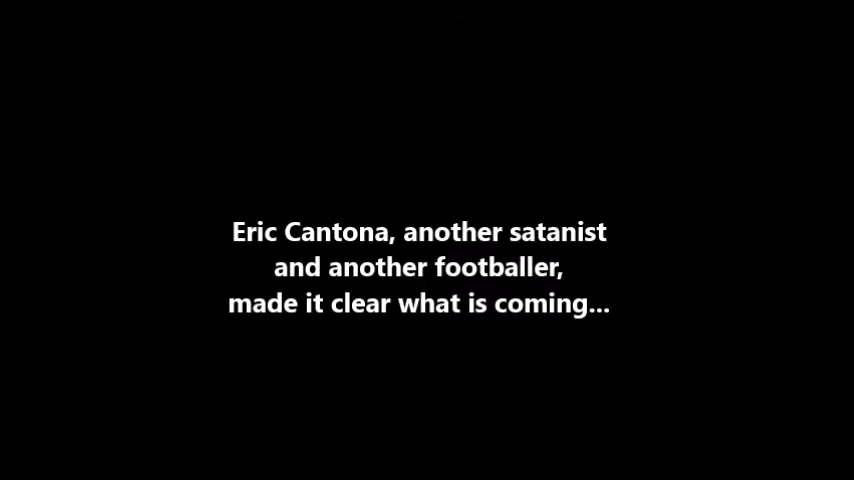 Eric Cantona, another satanist
and another footballer,
made it clear what is coming...